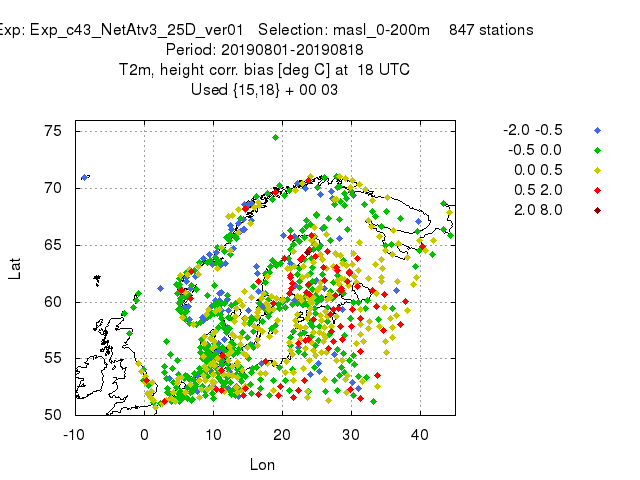 Exp: Exp_c43_NetAtv3_25D_ver01 Selection: masl_0-200m 847 stations
Period: 20190801-20190818
T2m, height corr. bias [deg C] at 18 UTC
Used {15,18} + 00 03
-2.0 -0.5
-0.5 0.0
0.0 0.5
0.5 2.0
2.0 8.0
75
70
65
60
55
50
Lat
-10 0 10 20 30 40
Lon